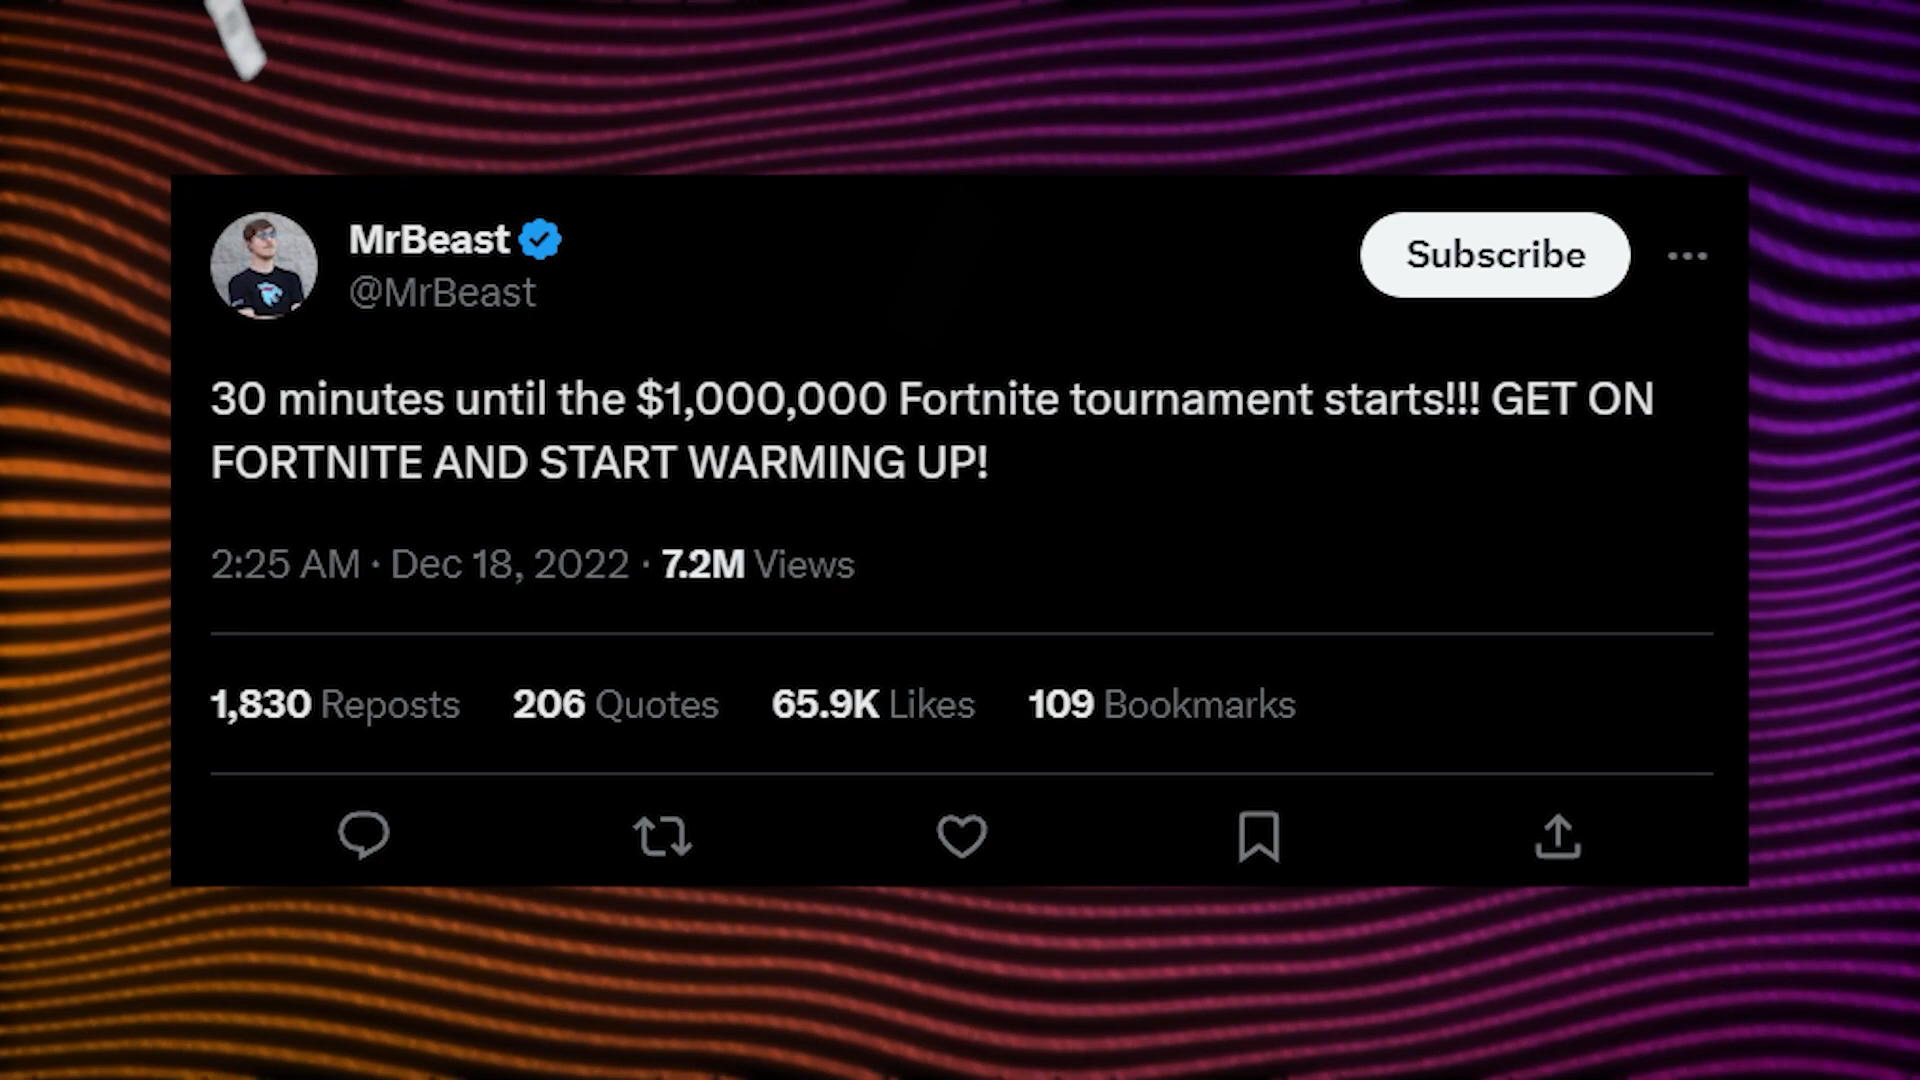 MrBeast
@MrBeast
Subscribe
30 minutes until the $1,000,000 Fortnite tournament starts!!! GET ON
FORTNITE AND START WARMING UP!
2:25 AM · Dec 18, 2022 · 7.2M Views
1,830 Reposts 206 Quotes 65.9K Likes 109 Bookmarks